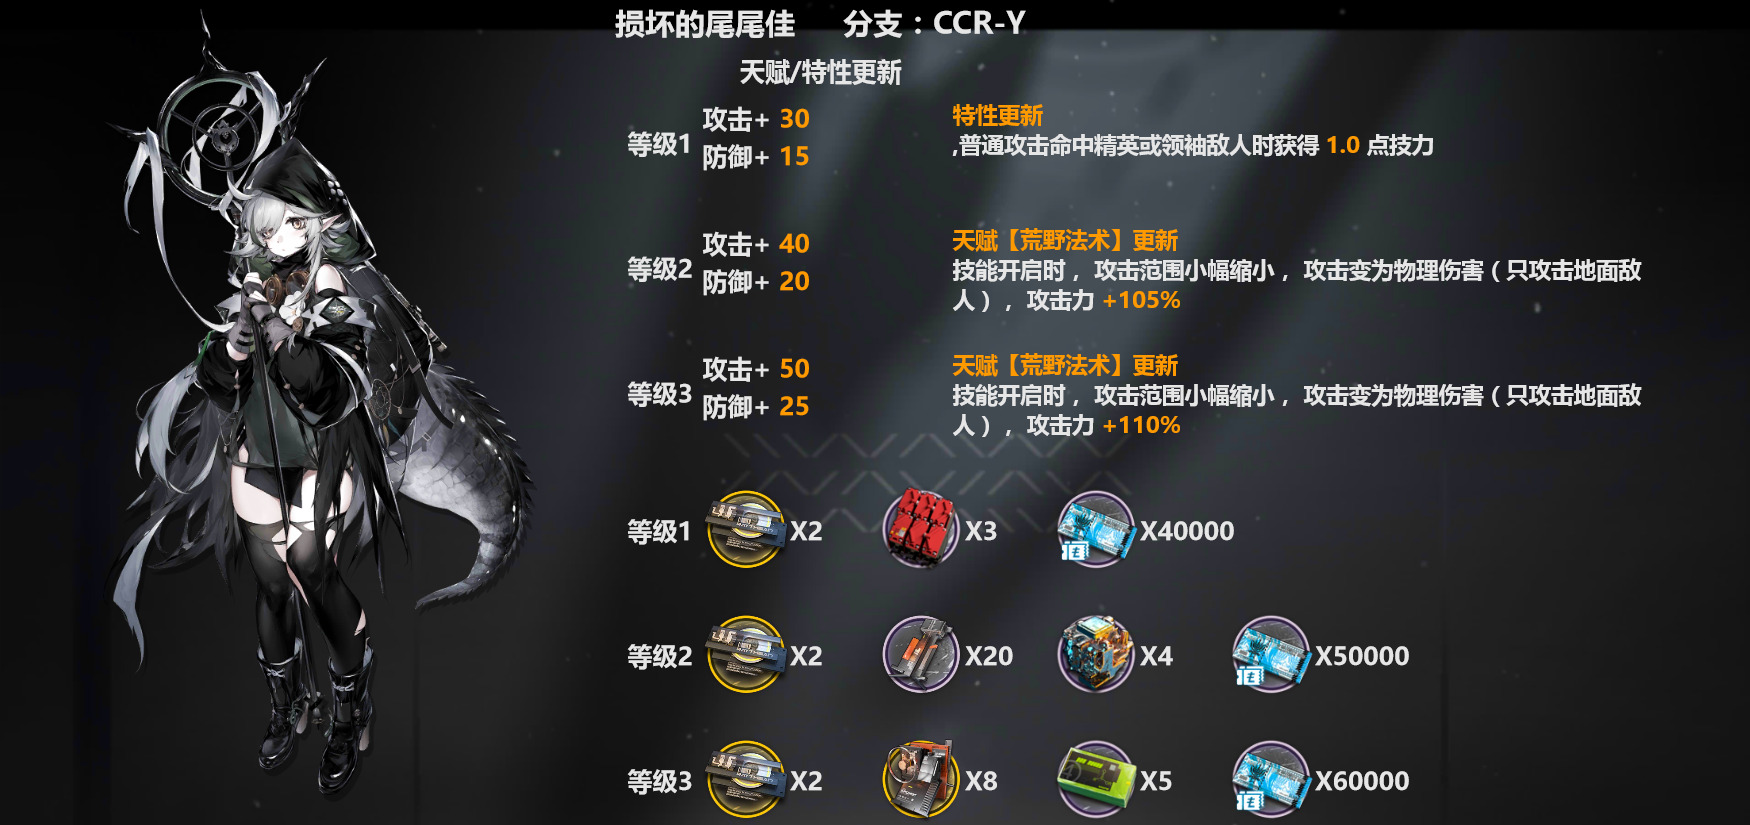 损坏的尾尾佳 分支：CCR-Y
天赋/特性更新
等级1
攻击+ 30
防御+ 15
特性更新
,普通攻击命中精英或领袖敌人时获得 1.0 点技力
等级2
攻击+ 40
防御+ 20
天赋【荒野法术】更新
技能开启时，攻击范围小幅缩小，攻击变为物理伤害（只攻击地面敌
人），攻击力 +105%
等级3
攻击+ 50
防御+ 25
天赋【荒野法术】更新
技能开启时，攻击范围小幅缩小，攻击变为物理伤害（只攻击地面敌
人），攻击力 +110%
等级1 X2 X3 X40000
等级2 X2 X20 X4 X50000
等级3 X2 X8 X5 X60000